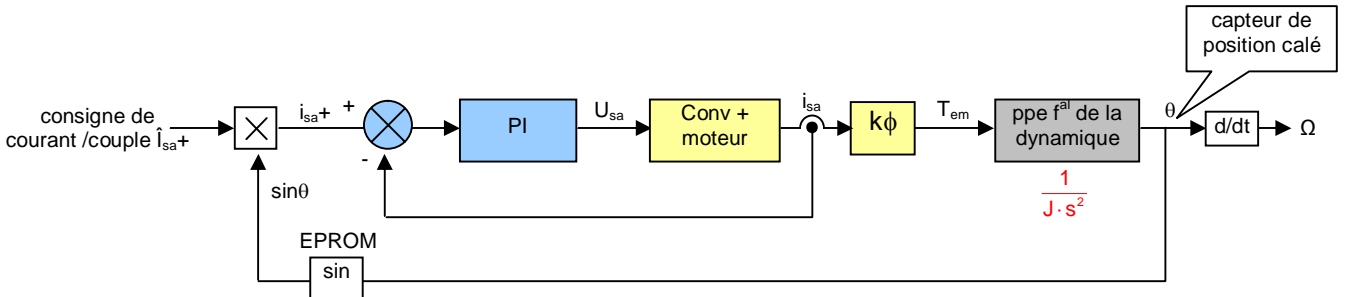 capteur de
position calé
consigne de
courant /couple îsa+
isa+
+
-
PI
Usa
Conv +
moteur
isa
kϕ
Tem
ppe fal de la
dynamique
1
J · s²
θ
d/dt
Ω
sinθ
EPROM
sin